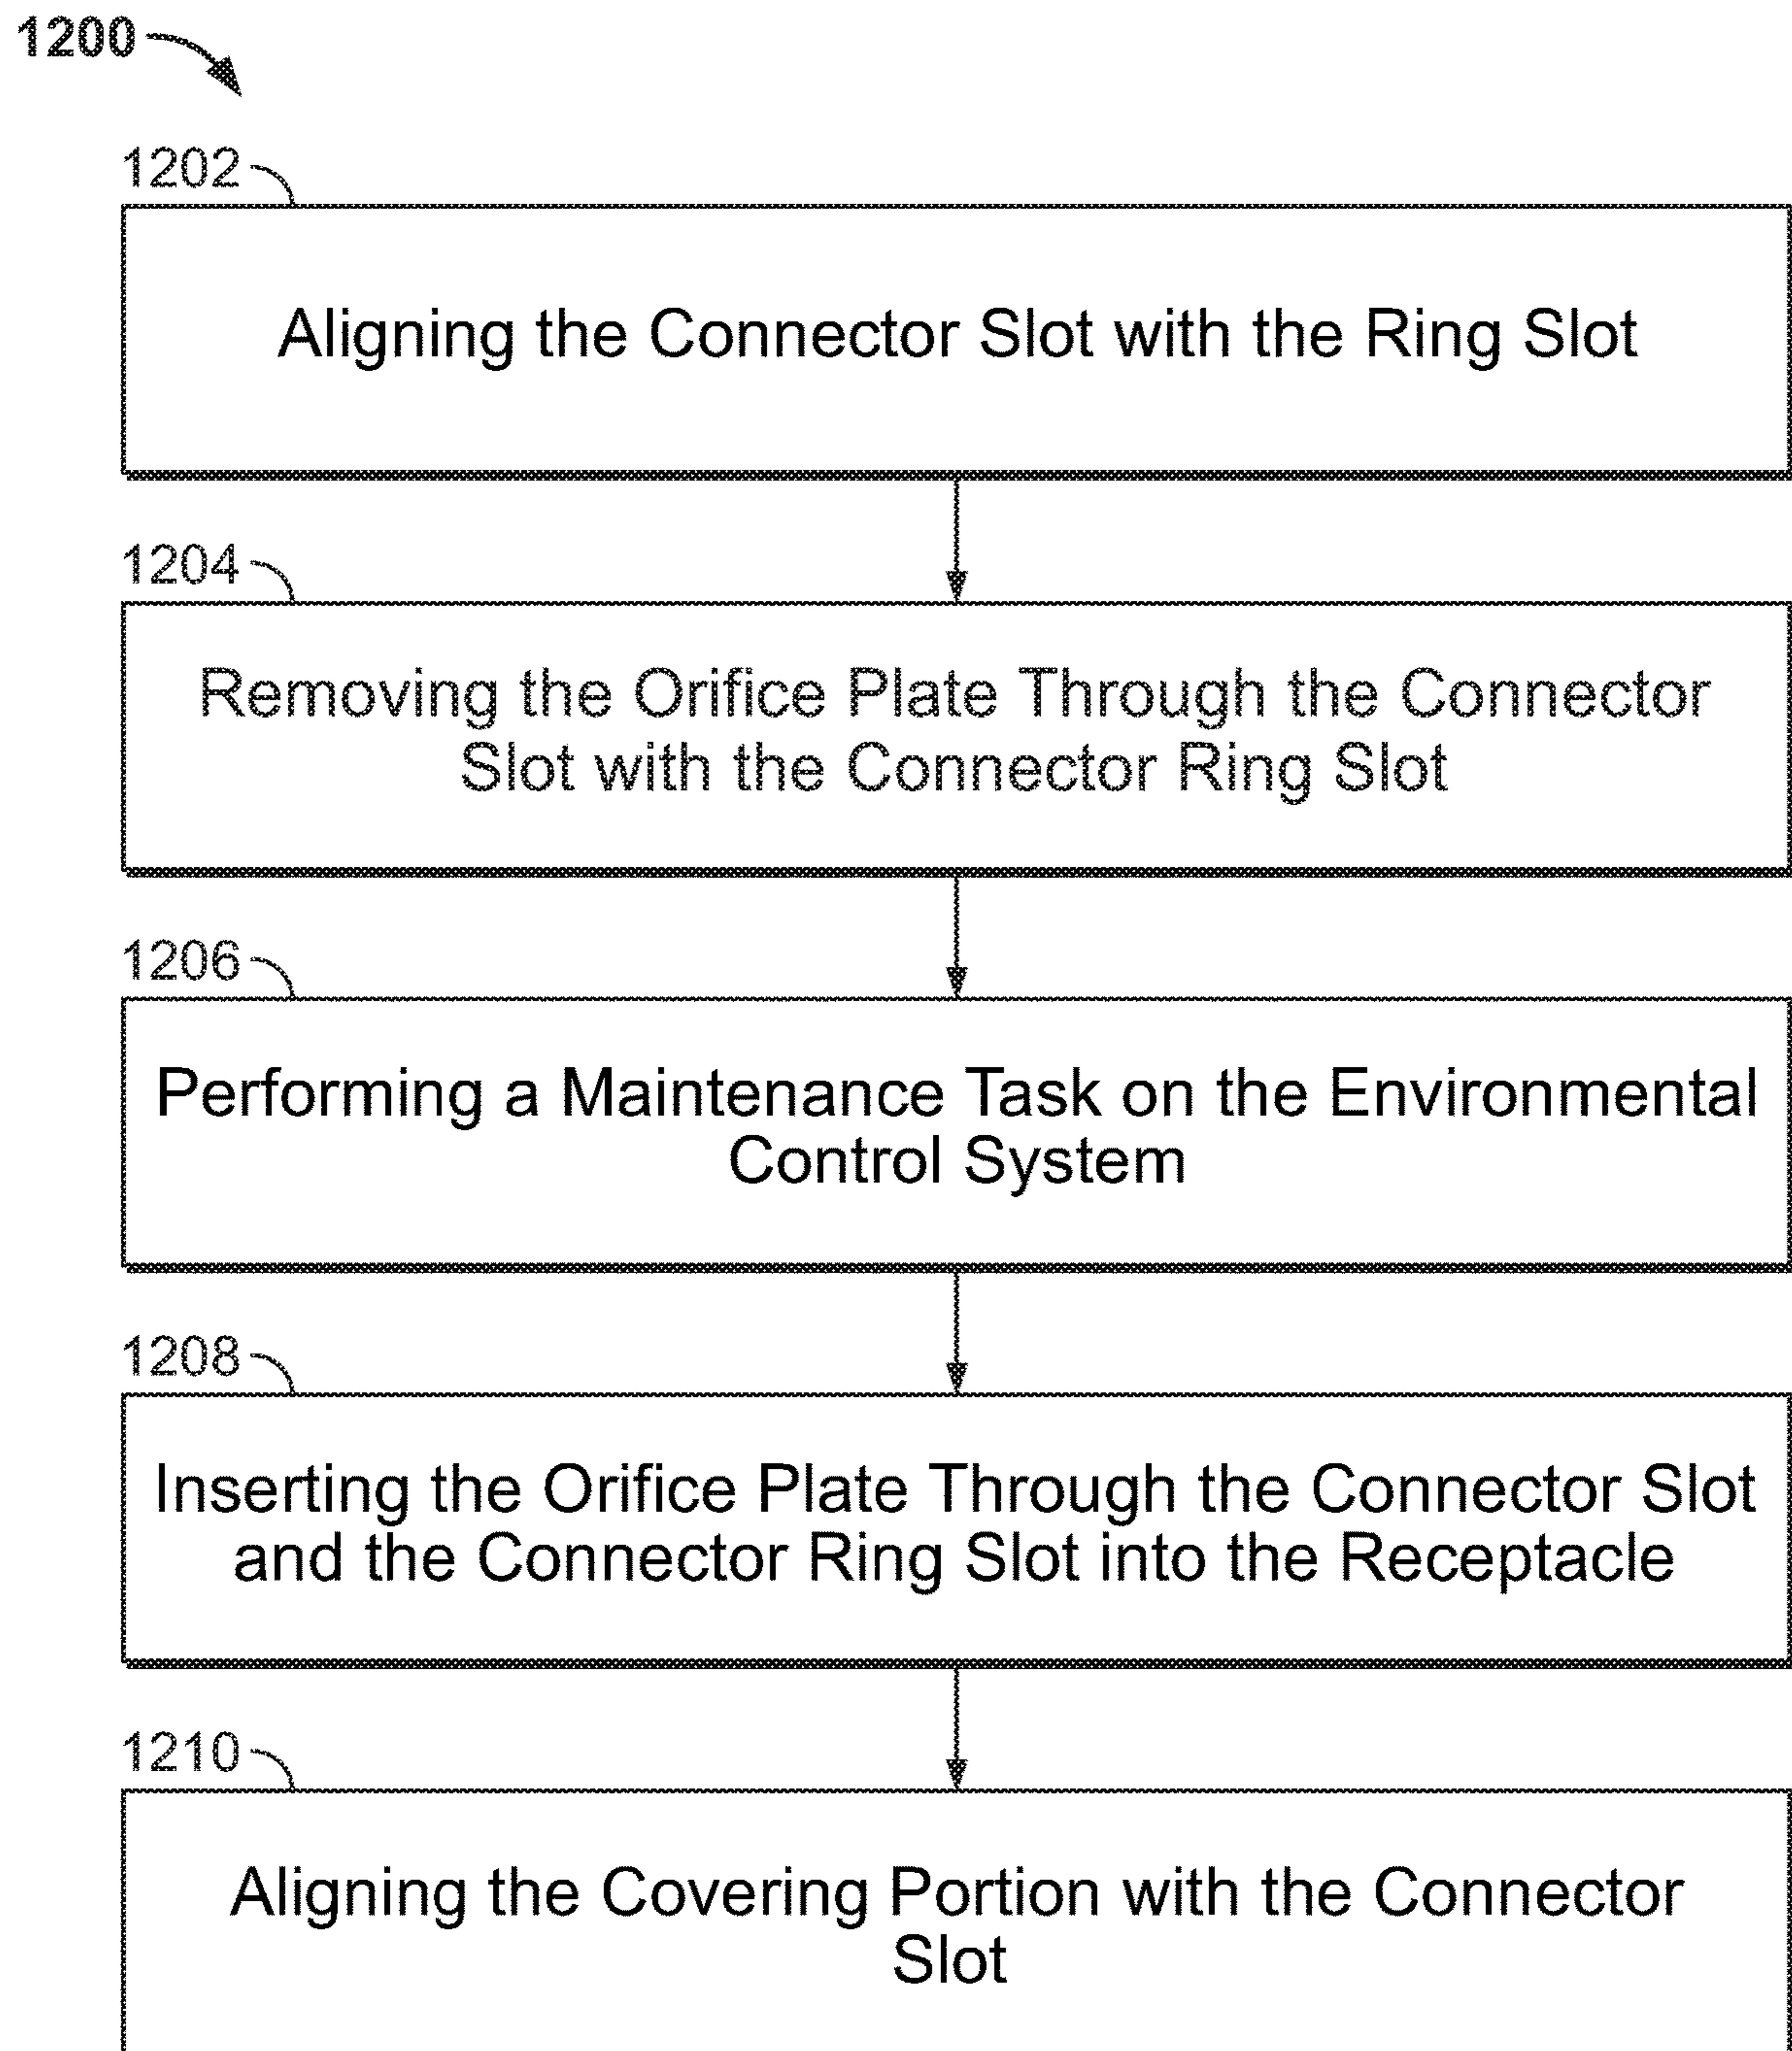 1200
1202
Aligning the Connector Slot with the Ring Slot
1204
Removing the Orifice Plate Through the Connector
Slot with the Connector Ring Slot
1206
Performing a Maintenance Task on the Environmental
Control System
1208
Inserting the Orifice Plate Through the Connector Slot
and the Connector Ring Slot into the Receptacle
1210
Aligning the Covering Portion with the Connector
Slot